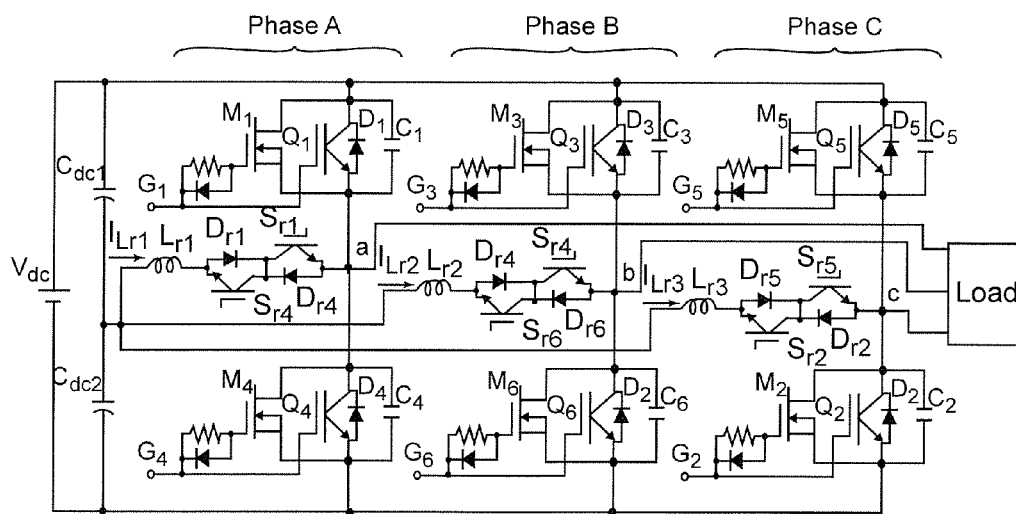 Phase A
Phase B
Phase C
M1
Q1
D1
C1
M3
Q3
D3
C3
M5
Q5
D5
C5
Cdc1
G1
G3
G5
Vdc
ILr1
Lr1
Dr1
Sr1
a
Sr4
Dr4
ILr2
Lr2
Dr4
Sr4
b
Sr6
Dr6
ILr3
Lr3
Dr5
Sr5
c
Sr2
Dr2
Load
Cdc2
M4
Q4
D4
C4
M6
Q6
D2
C6
M2
Q2
D2
C2
G4
G6
G2